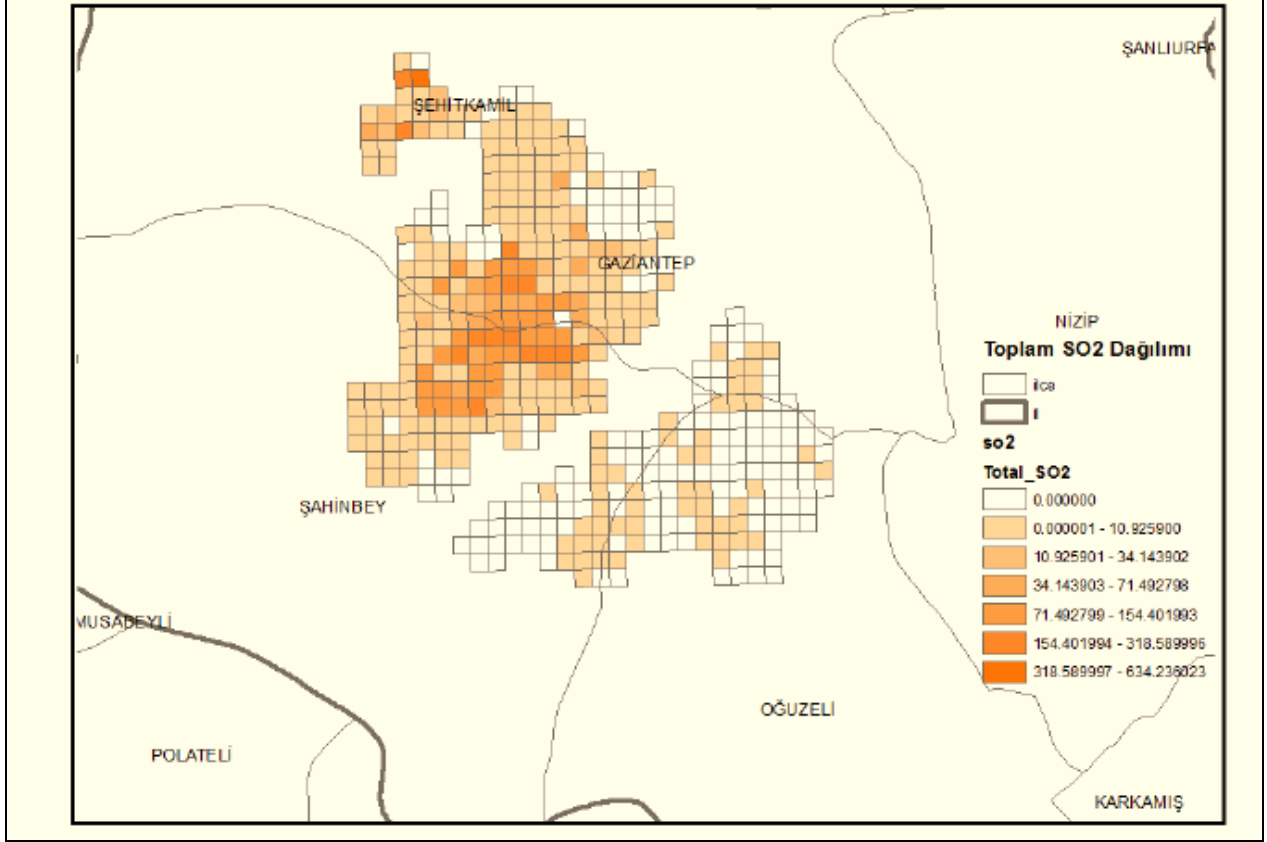 ŞANLIURFA
ŞEHİTKAMİL
GAZİANTEP
NİZİP
Toplam SO2 Dağılımı
ilce
il
so2
Total_SO2
0.000000
0.000001 - 10.925900
10.925901 - 34.143902
34.143903 - 71.492798
71.492799 - 154.401993
154.401994 - 318.589996
318.589997 - 634.236023
ŞAHİNBEY
MUSABEYLİ
OĞUZELİ
POLATELİ
KARKAMIŞ